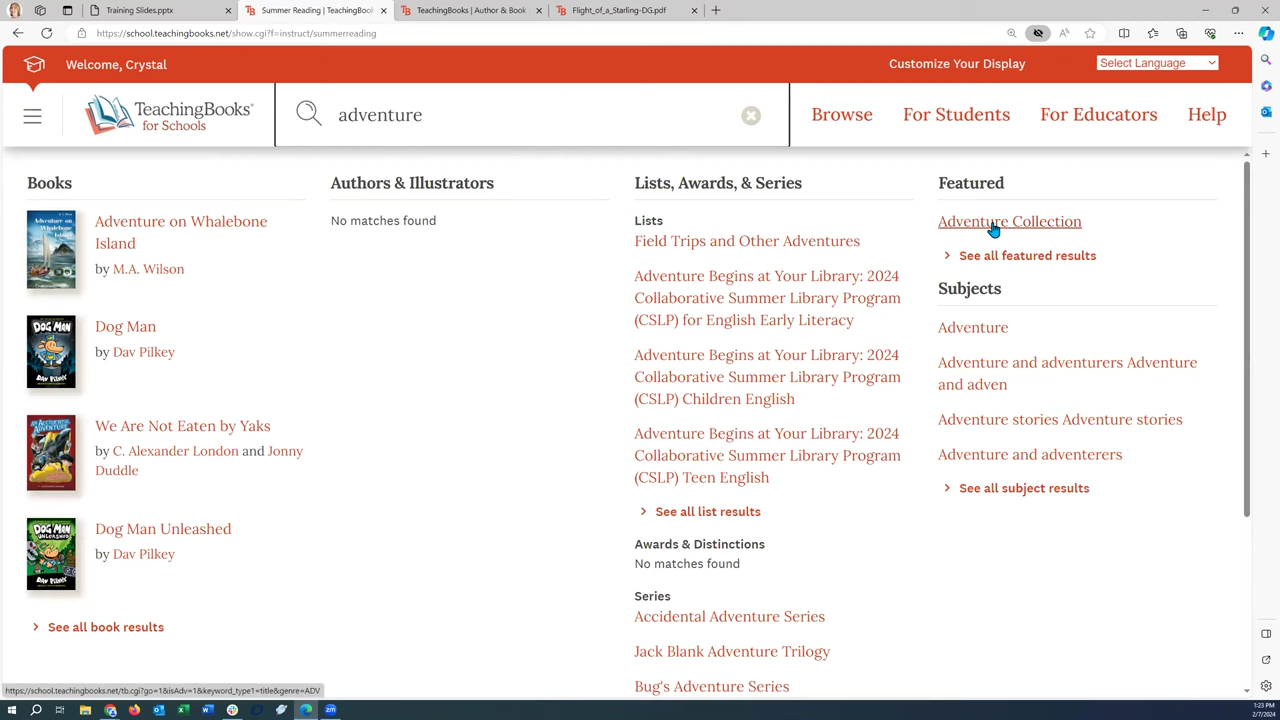 Training Slides.pptx
Summer Reading | TeachingBook
TeachingBooks | Author & Book
Flight_of_a_Starling-DG.pdf
https://school.teachingbooks.net/show.cgi?f=instruct/summerreading
Welcome, Crystal
Customize Your Display
Select Language
TeachingBooks
for Schools
adventure
Browse
For Students
For Educators
Help
Books
Adventure on Whalebone
Island
by M.A. Wilson
Dog Man
by Dav Pilkey
We Are Not Eaten by Yaks
by C. Alexander London and Jonny
Duddle
Dog Man Unleashed
by Dav Pilkey
See all book results
Authors & Illustrators
No matches found
Lists, Awards, & Series
Lists
Field Trips and Other Adventures
Adventure Begins at Your Library: 2024
Collaborative Summer Library Program
(CSLP) for English Early Literacy
Adventure Begins at Your Library: 2024
Collaborative Summer Library Program
(CSLP) Children English
Adventure Begins at Your Library: 2024
Collaborative Summer Library Program
(CSLP) Teen English
See all list results
Awards & Distinctions
No matches found
Series
Accidental Adventure Series
Jack Blank Adventure Trilogy
Bug's Adventure Series
Featured
Adventure Collection
See all featured results
Subjects
Adventure
Adventure and adventurers Adventure
and adven
Adventure stories Adventure stories
Adventure and adventerers
See all subject results
https://school.teachingbooks.net/tb.cgi?go=1&isAdv=1&keyword_type1=title&genre=ADV
1:23 PM
2/7/2024